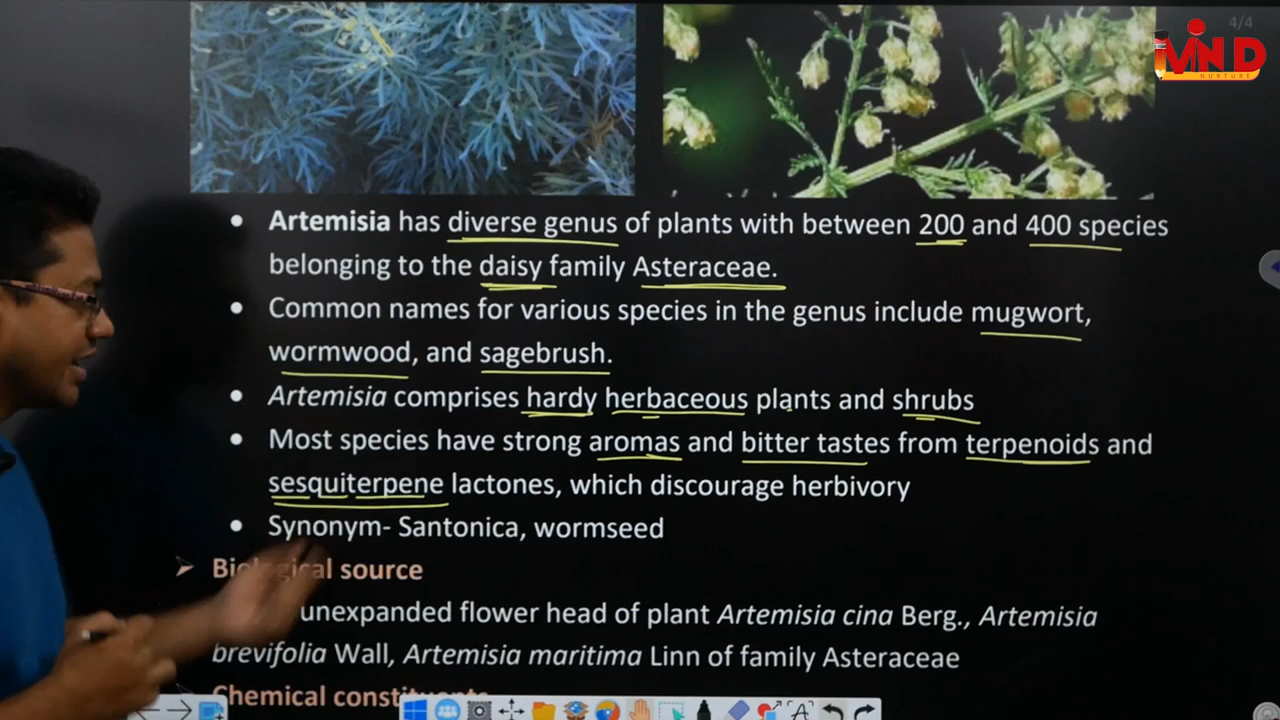 4/4
MIND
NURTURE
Artemisia has diverse genus of plants with between 200 and 400 species
belonging to the daisy family Asteraceae.
Common names for various species in the genus include mugwort,
wormwood, and sagebrush.
Artemisia comprises hardy herbaceous plants and shrubs
Most species have strong aromas and bitter tastes from terpenoids and
sesquiterpene lactones, which discourage herbivory
Synonym- Santonica, wormseed
Biological source
unexpanded flower head of plant Artemisia cina Berg., Artemisia
brevifolia Wall, Artemisia maritima Linn of family Asteraceae
Chemical constituents